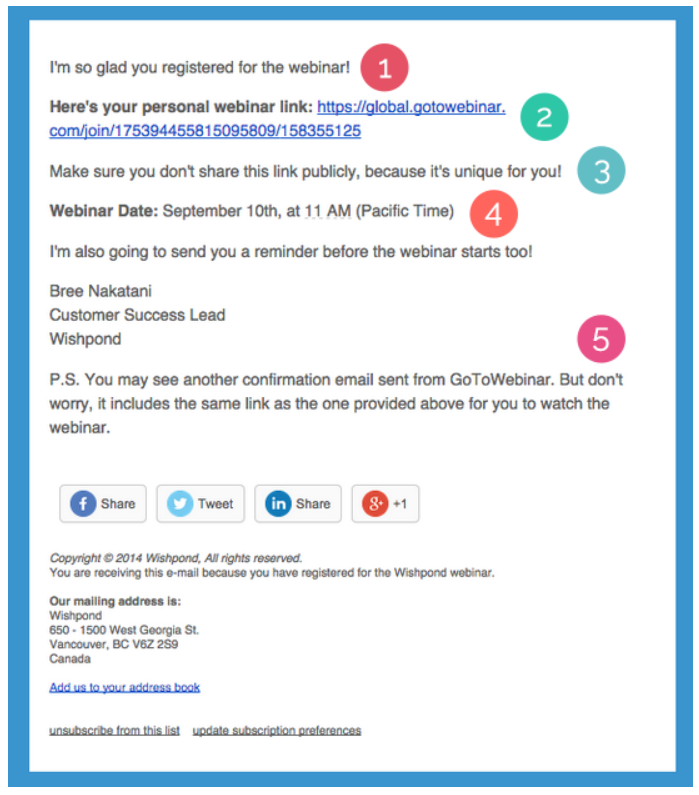 I'm so glad you registered for the webinar! 1
Here's your personal webinar link: https://global.gotowebinar.
com/join/175394455815095809/158355125 2
Make sure you don't share this link publicly, because it's unique for you! 3
Webinar Date: September 10th, at 11 AM (Pacific Time) 4
I'm also going to send you a reminder before the webinar starts too!
Bree Nakatani
Customer Success Lead
Wishpond 5
P.S. You may see another confirmation email sent from GoToWebinar. But don't
worry, it includes the same link as the one provided above for you to watch the
webinar.
f Share Tweet in Share 8+ +1
Copyright © 2014 Wishpond, All rights reserved.
You are receiving this e-mail because you have registered for the Wishpond webinar.
Our mailing address is:
Wishpond
650 - 1500 West Georgia St.
Vancouver, BC V6Z 2S9
Canada
Add us to your address book
unsubscribe from this list update subscription preferences